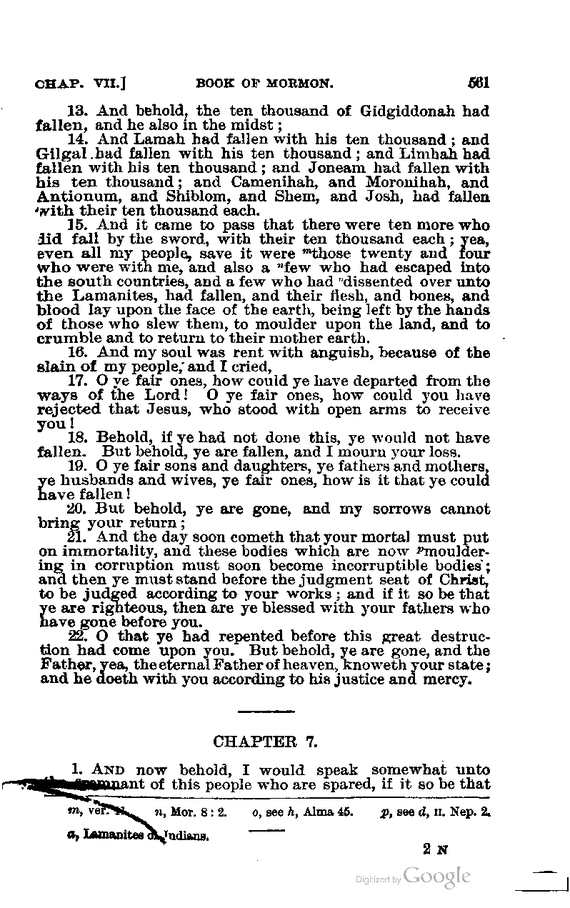 CHAP. VII.] BOOK OF MORMON. 561
13. And behold, the ten thousand of Gidgiddonah had
fallen, and he also in the midst;
14. And Lamah had fallen with his ten thousand; and
Gilgal had fallen with his ten thousand; and Limhah had
fallen with his ten thousand; and Joneam had fallen with
his ten thousand; and Camenihah, and Moronihah, and
Antionum, and Shiblom, and Shem, and Josh, had fallen
with their ten thousand each.
15. And it came to pass that there were ten more who
did fall by the sword, with their ten thousand each; yea,
even all my people, save it were mthose twenty and four
who were with me, and also a nfew who had escaped into
the south countries, and a few who had odissented over unto
the Lamanites, had fallen, and their flesh, and bones, and
blood lay upon the face of the earth, being left by the hands
of those who slew them, to moulder upon the land, and to
crumble and to return to their mother earth.
16. And my soul was rent with anguish, because of the
slain of my people, and I cried,
17. O ye fair ones, how could ye have departed from the
ways of the Lord! O ye fair ones, how could you have
rejected that Jesus, who stood with open arms to receive
you!
18. Behold, if ye had not done this, ye would not have
fallen. But behold, ye are fallen, and I mourn your loss.
19. O ye fair sons and daughters, ye fathers and mothers,
ye husbands and wives, ye fair ones, how is it that ye could
have fallen!
20. But behold, ye are gone, and my sorrows cannot
bring your return;
21. And the day soon cometh that your mortal must put
on immortality, and these bodies which are now pmoulder-
ing in corruption must soon become incorruptible bodies;
and then ye must stand before the judgment seat of Christ,
to be judged according to your works; and if it so be that
ye are righteous, then are ye blessed with your fathers who
have gone before you.
22. O that ye had repented before this great destruc-
tion had come upon you. But behold, ye are gone, and the
Father, yea, the eternal Father of heaven, knoweth your state;
and he doeth with you according to his justice and mercy.
CHAPTER 7.
1. AND now behold, I would speak somewhat unto
of this people who are spared, if it so be that
m, ver. n, Mor. 8: 2. o, see h, Alma 45. p, see d, II. Nep. 2.
a, Lamanites Indians.
2 N
Digitized by Google